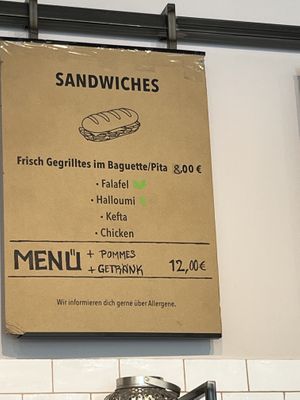 SANDWICHES
Frisch Gegrilltes im Baguette/Pita 8,00 €
• Falafel
• Halloumi
• Kefta
• Chicken
MENÜ + POMMES
+ GETRÄNK 12,00€
Wir informieren dich gerne über Allergene.